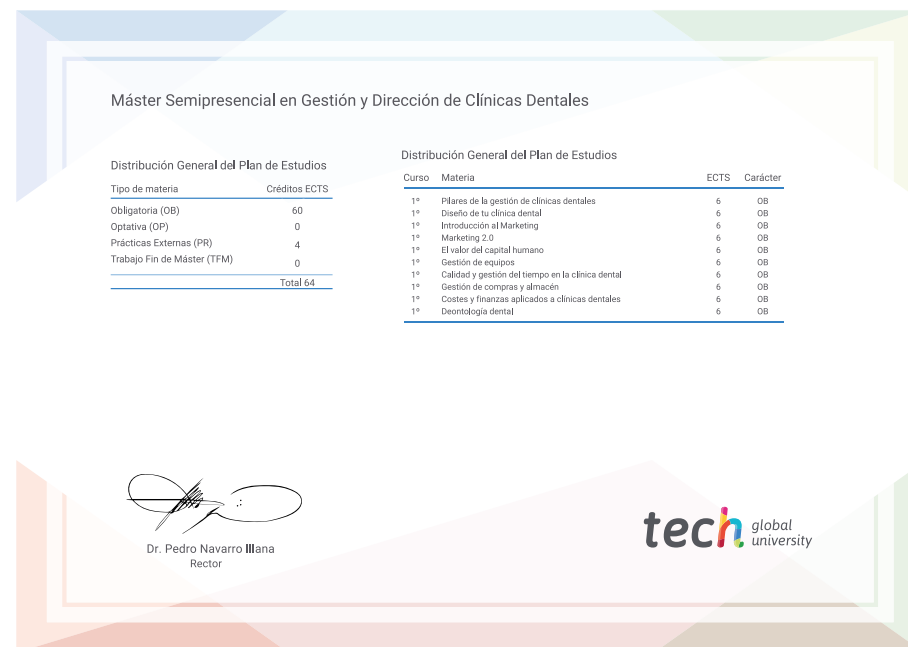 Máster Semipresencial en Gestión y Dirección de Clínicas Dentales
Distribución General del Plan de Estudios
Tipo de materia Créditos ECTS
Obligatoria (OB) 60
Optativa (OP) 0
Prácticas Externas (PR) 4
Trabajo Fin de Máster (TFM) 0
Total 64
Distribución General del Plan de Estudios
Curso Materia ECTS Carácter
1º Pilares de la gestión de clínicas dentales 6 OB
1º Diseño de tu clínica dental 6 OB
1º Introducción al Marketing 6 OB
1º Marketing 2.0 6 OB
1º El valor del capital humano 6 OB
1º Gestión de equipos 6 OB
1º Calidad y gestión del tiempo en la clínica dental 6 OB
1º Gestión de compras y almacén 6 OB
1º Costes y finanzas aplicados a clínicas dentales 6 OB
1º Deontología dental 6 OB
Dr. Pedro Navarro Illana
Rector
tech global
university